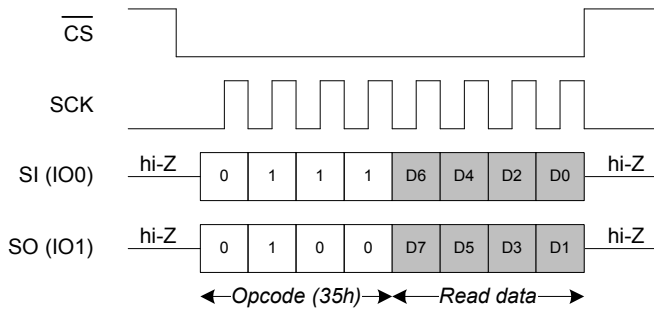 CS
SCK
SI (IO0) hi-Z 0 1 1 1 D6 D4 D2 D0 hi-Z
SO (IO1) hi-Z 0 1 0 0 D7 D5 D3 D1 hi-Z
Opcode (35h) Read data